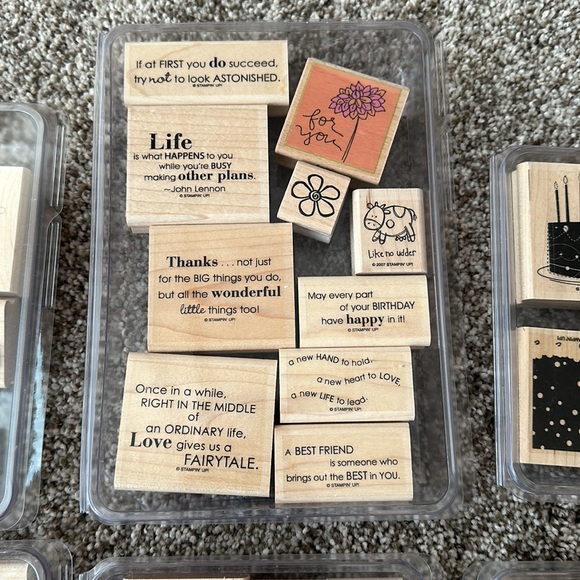 If at FIRST you do succeed,
try not to look ASTONISHED.
© STAMPIN' UP!
for
you
Life
is what HAPPENS to you
while you're BUSY
making other plans.
~John Lennon
© STAMPIN' UP!
Like no udder
© 2007 STAMPIN' UP!
Thanks . . . not just
for the BIG things you do,
but all the wonderful
little things too!
© STAMPIN' UP!
May every part
of your BIRTHDAY
have happy in it!
© STAMPIN' UP!
a new HAND to hold,
a new heart to LOVE,
a new LIFE to lead.
© STAMPIN' UP!
Once in a while,
RIGHT IN THE MIDDLE
of
an ORDINARY life,
Love gives us a
FAIRYTALE.
© STAMPIN' UP!
A BEST FRIEND
is someone who
brings out the BEST in YOU.
© STAMPIN' UP!